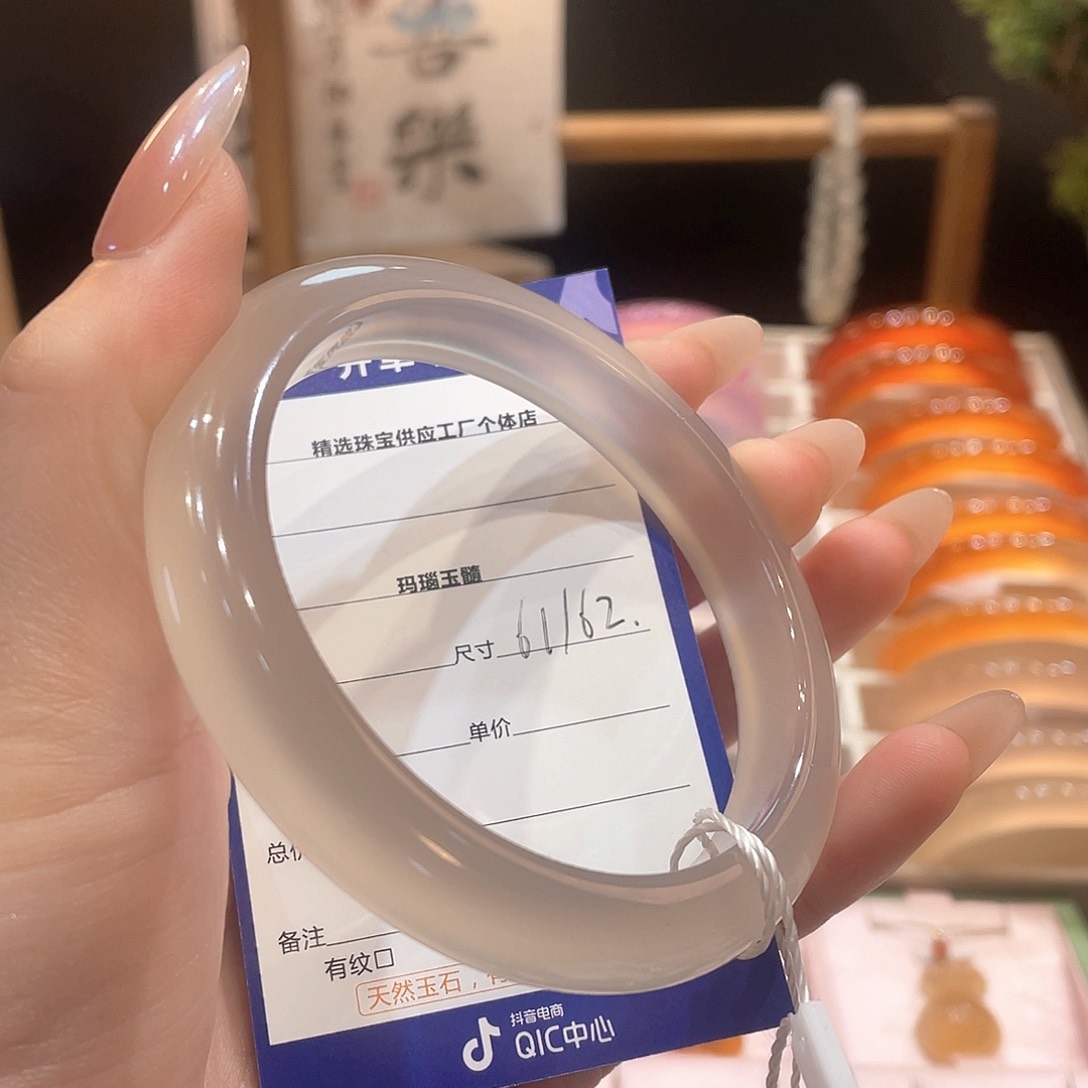 善
樂
精选珠宝供应工厂个体店
玛瑙玉髓
尺寸 61/62.
单价
总价
备注
有纹口
天然玉石，
抖音电商
QIC中心